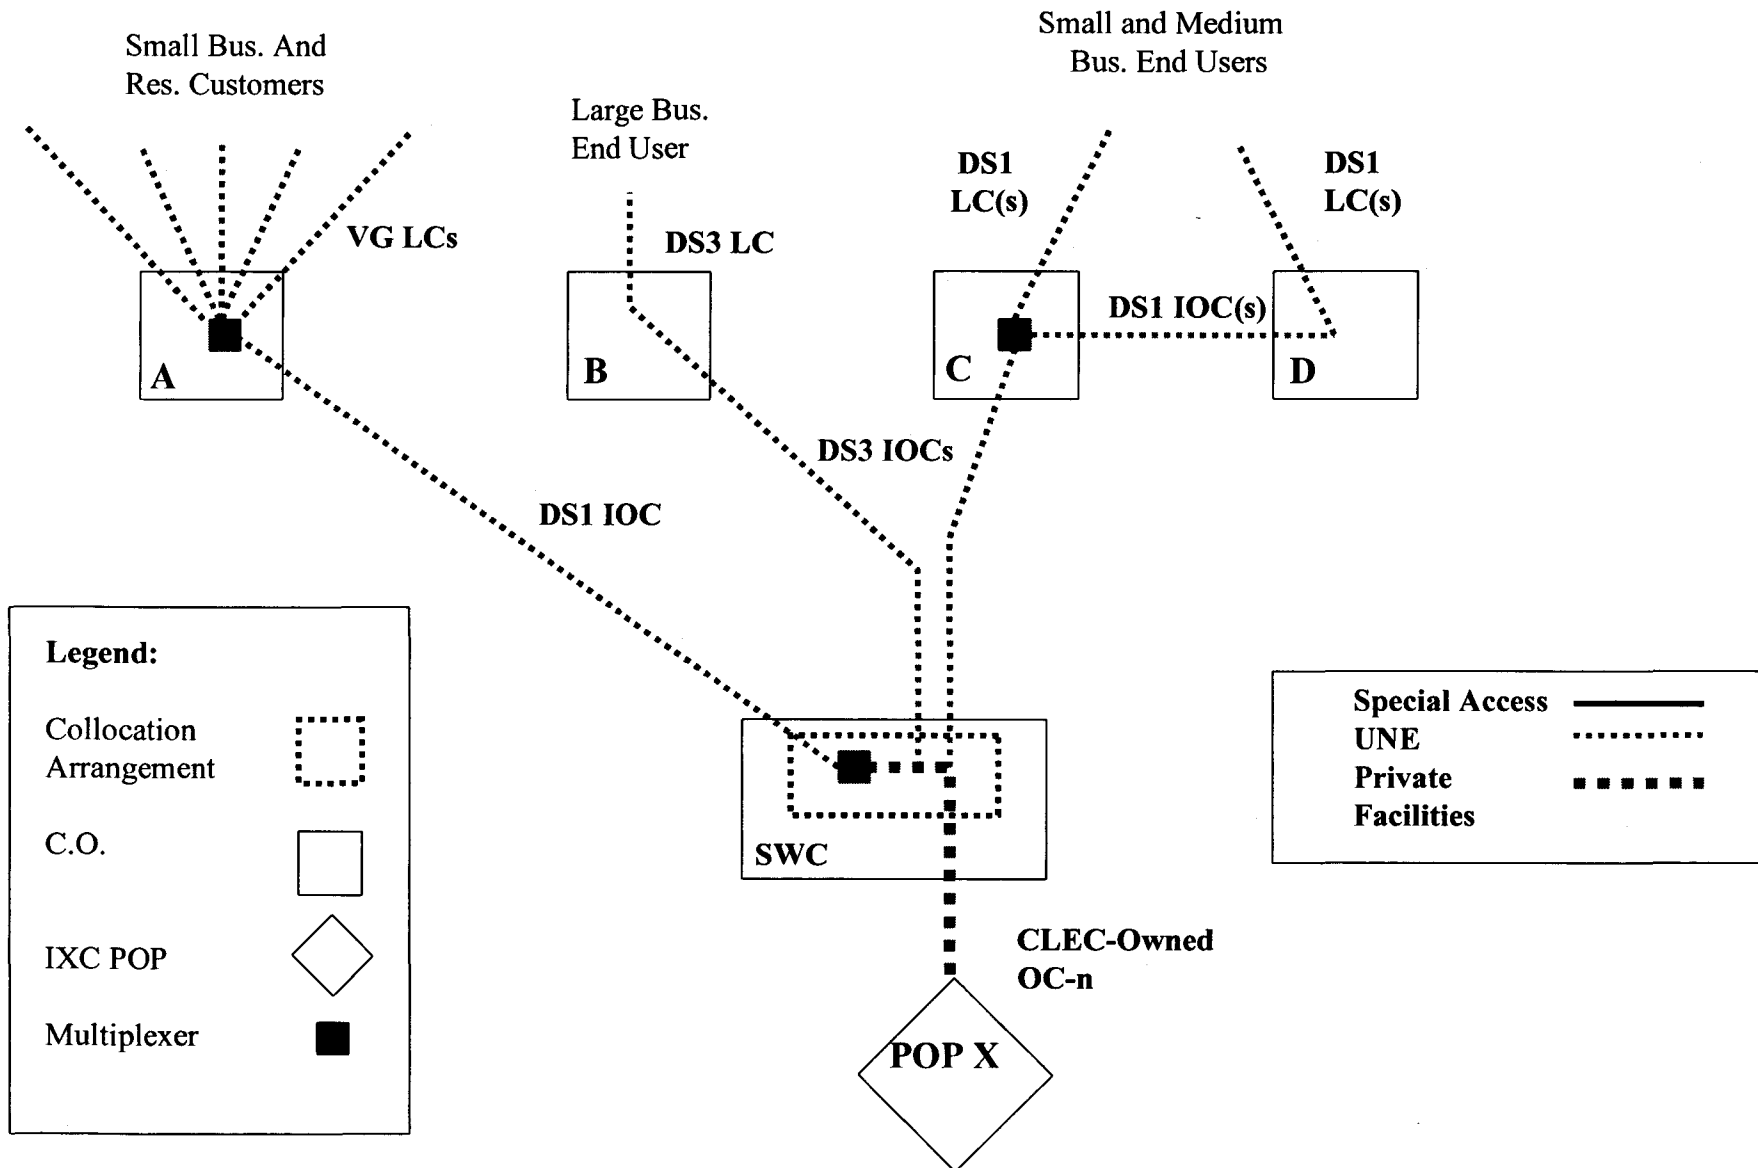 Small Bus. And
Res. Customers
Large Bus.
End User
Small and Medium
Bus. End Users
VG LCs
DS3 LC
DS1
LC(s)
DS1
LC(s)
DS1 IOC(s)
A
B
C
D
DS3 IOCs
DS1 IOC
Legend:
Collocation
Arrangement
C.O.
IXC POP
Multiplexer
Special Access
UNE
Private
Facilities
SWC
CLEC-Owned
OC-n
POP X